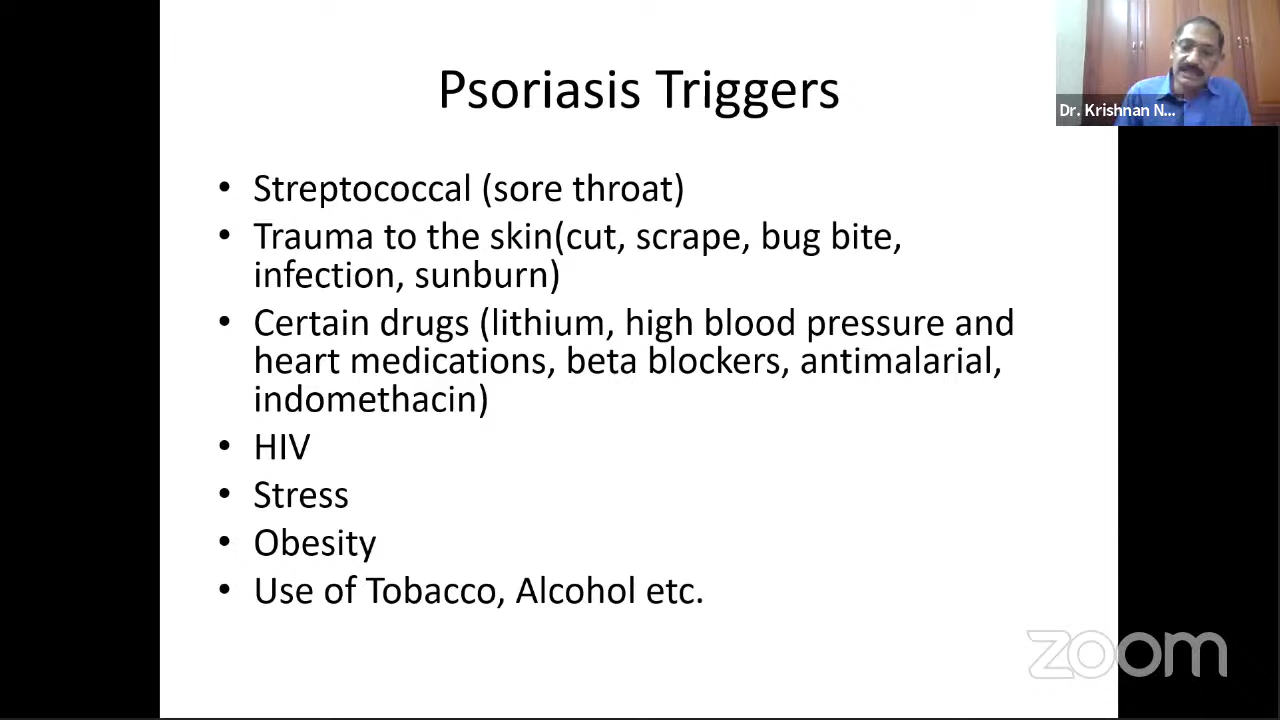 Psoriasis Triggers
Dr. Krishnan N...
• Streptococcal (sore throat)
• Trauma to the skin(cut, scrape, bug bite,
infection, sunburn)
• Certain drugs (lithium, high blood pressure and
heart medications, beta blockers, antimalarial,
indomethacin)
• HIV
• Stress
• Obesity
• Use of Tobacco, Alcohol etc.
zoom